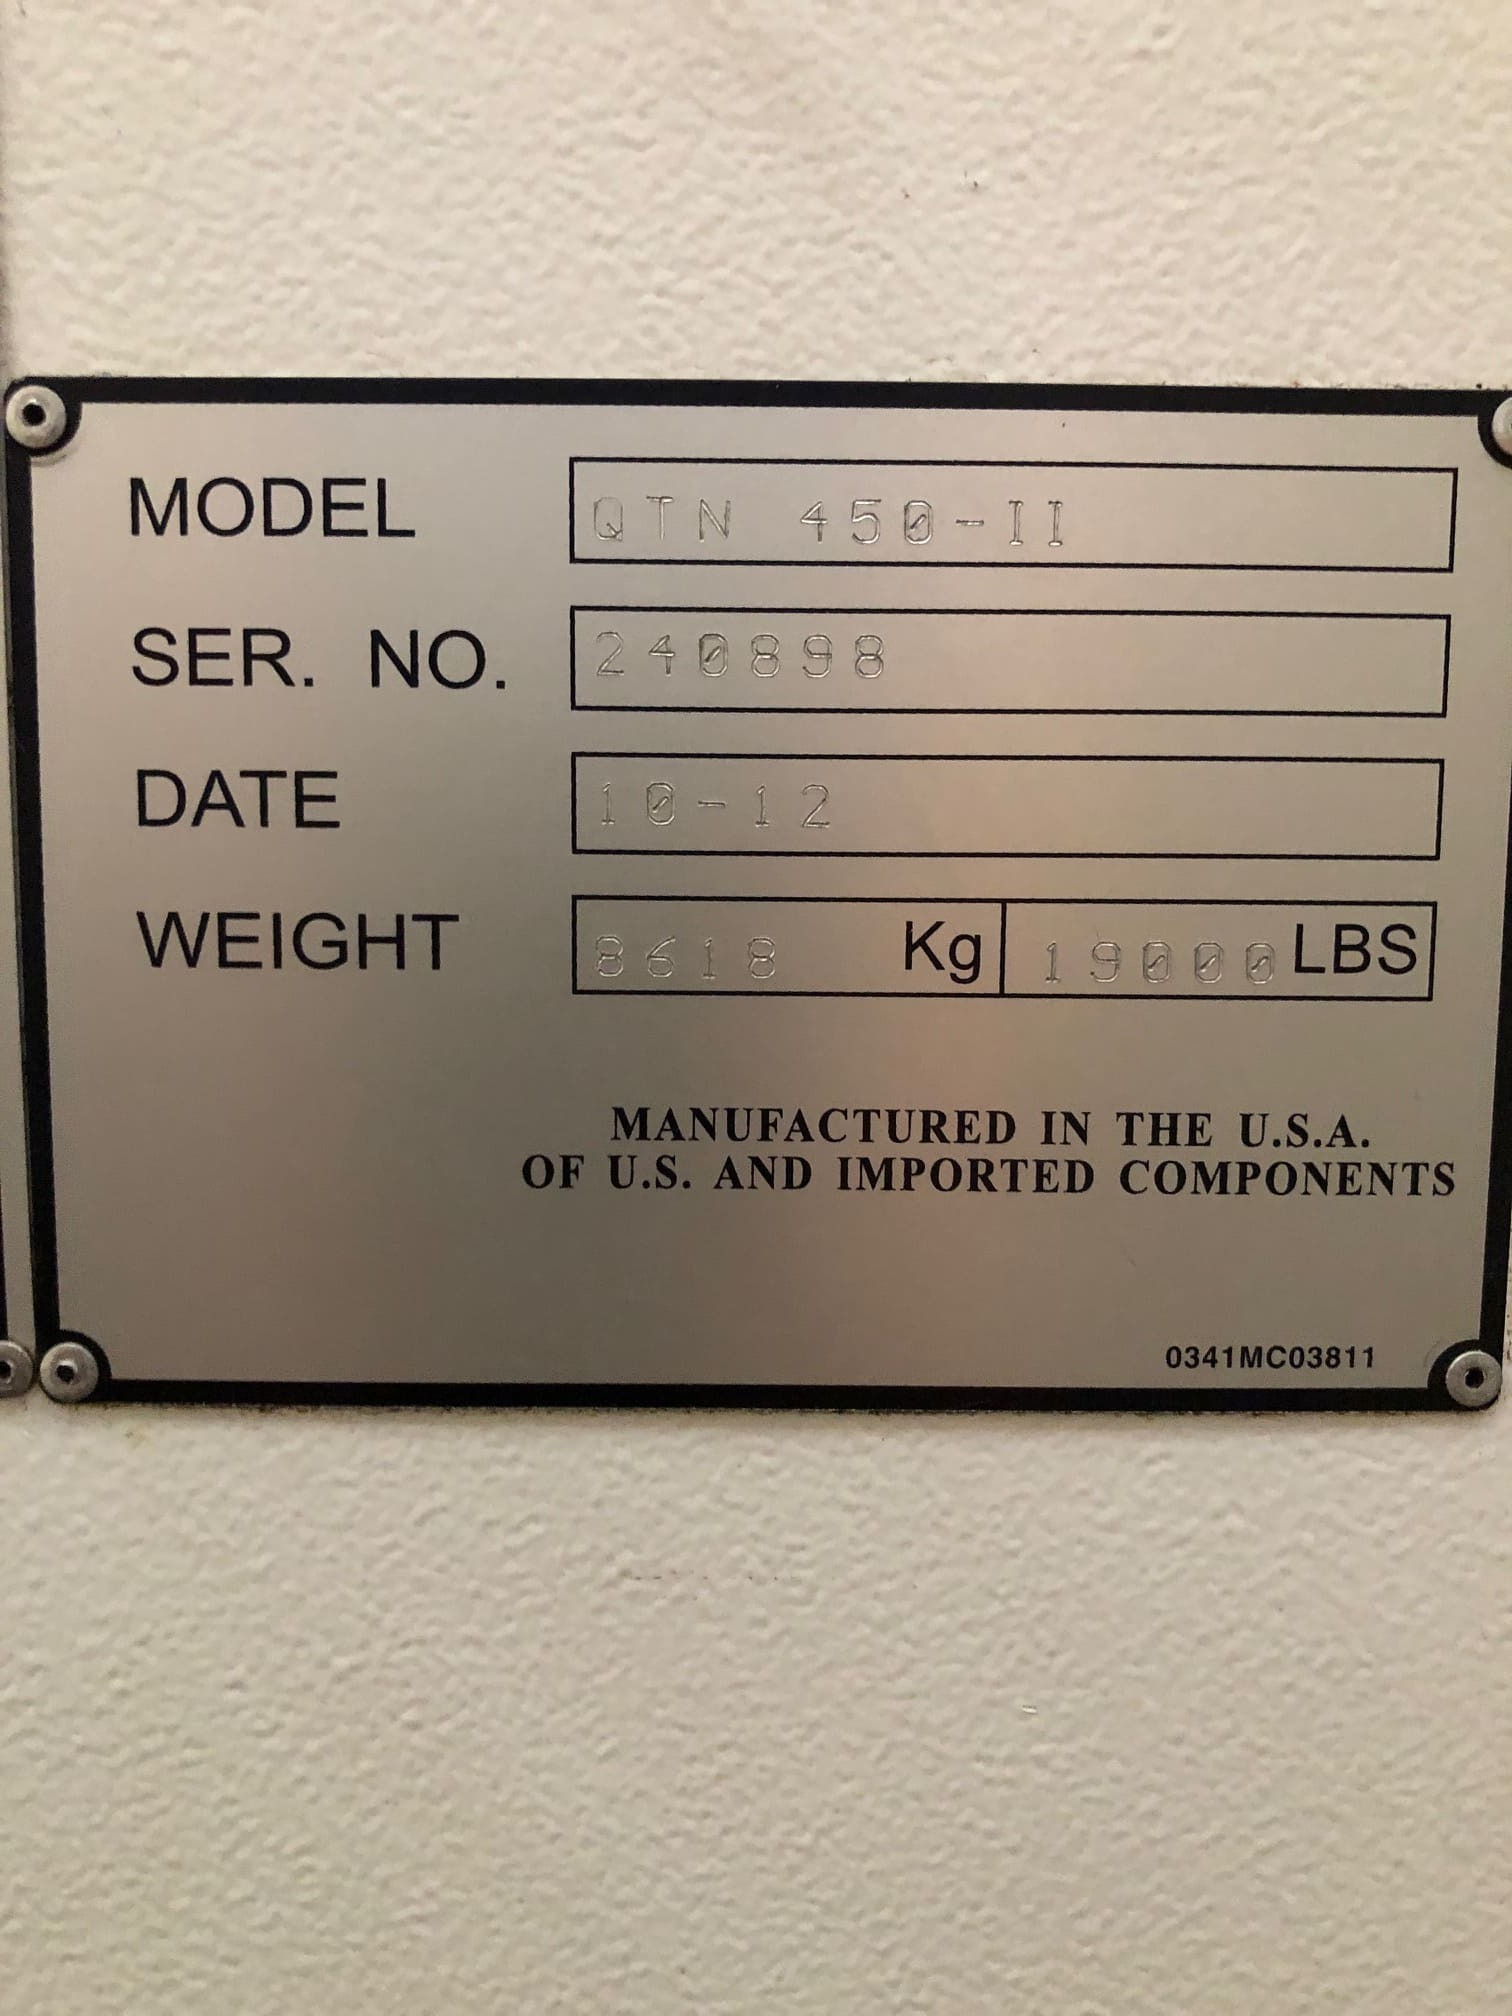 MODEL QTN 450-II
SER. NO. 240898
DATE 10-12
WEIGHT 8618 Kg 19000 LBS
MANUFACTURED IN THE U.S.A.
OF U.S. AND IMPORTED COMPONENTS
0341MC03811